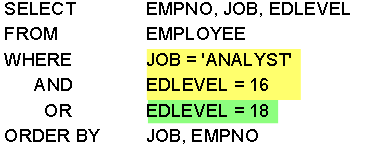 SELECT EMPNO, JOB, EDLEVEL
FROM EMPLOYEE
WHERE JOB = 'ANALYST'
AND EDLEVEL = 16
OR EDLEVEL = 18
ORDER BY JOB, EMPNO